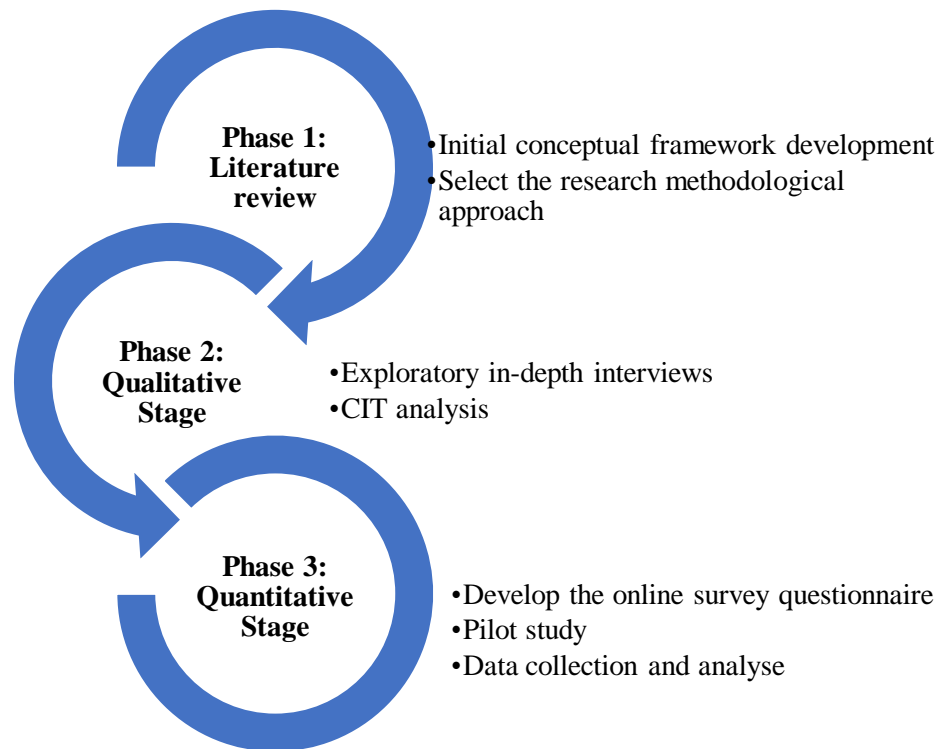 Phase 1:
Literature
review
•Initial conceptual framework development
•Select the research methodological
approach
Phase 2:
Qualitative
Stage
•Exploratory in-depth interviews
•CIT analysis
Phase 3:
Quantitative
Stage
•Develop the online survey questionnaire
•Pilot study
•Data collection and analyse